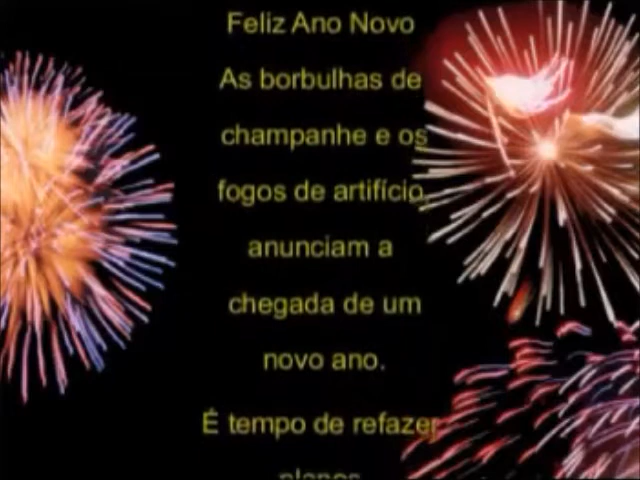 Feliz Ano Novo
As borbulhas de
champanhe e os
fogos de artifício,
anunciam a
chegada de um
novo ano.
É tempo de refazer
planos